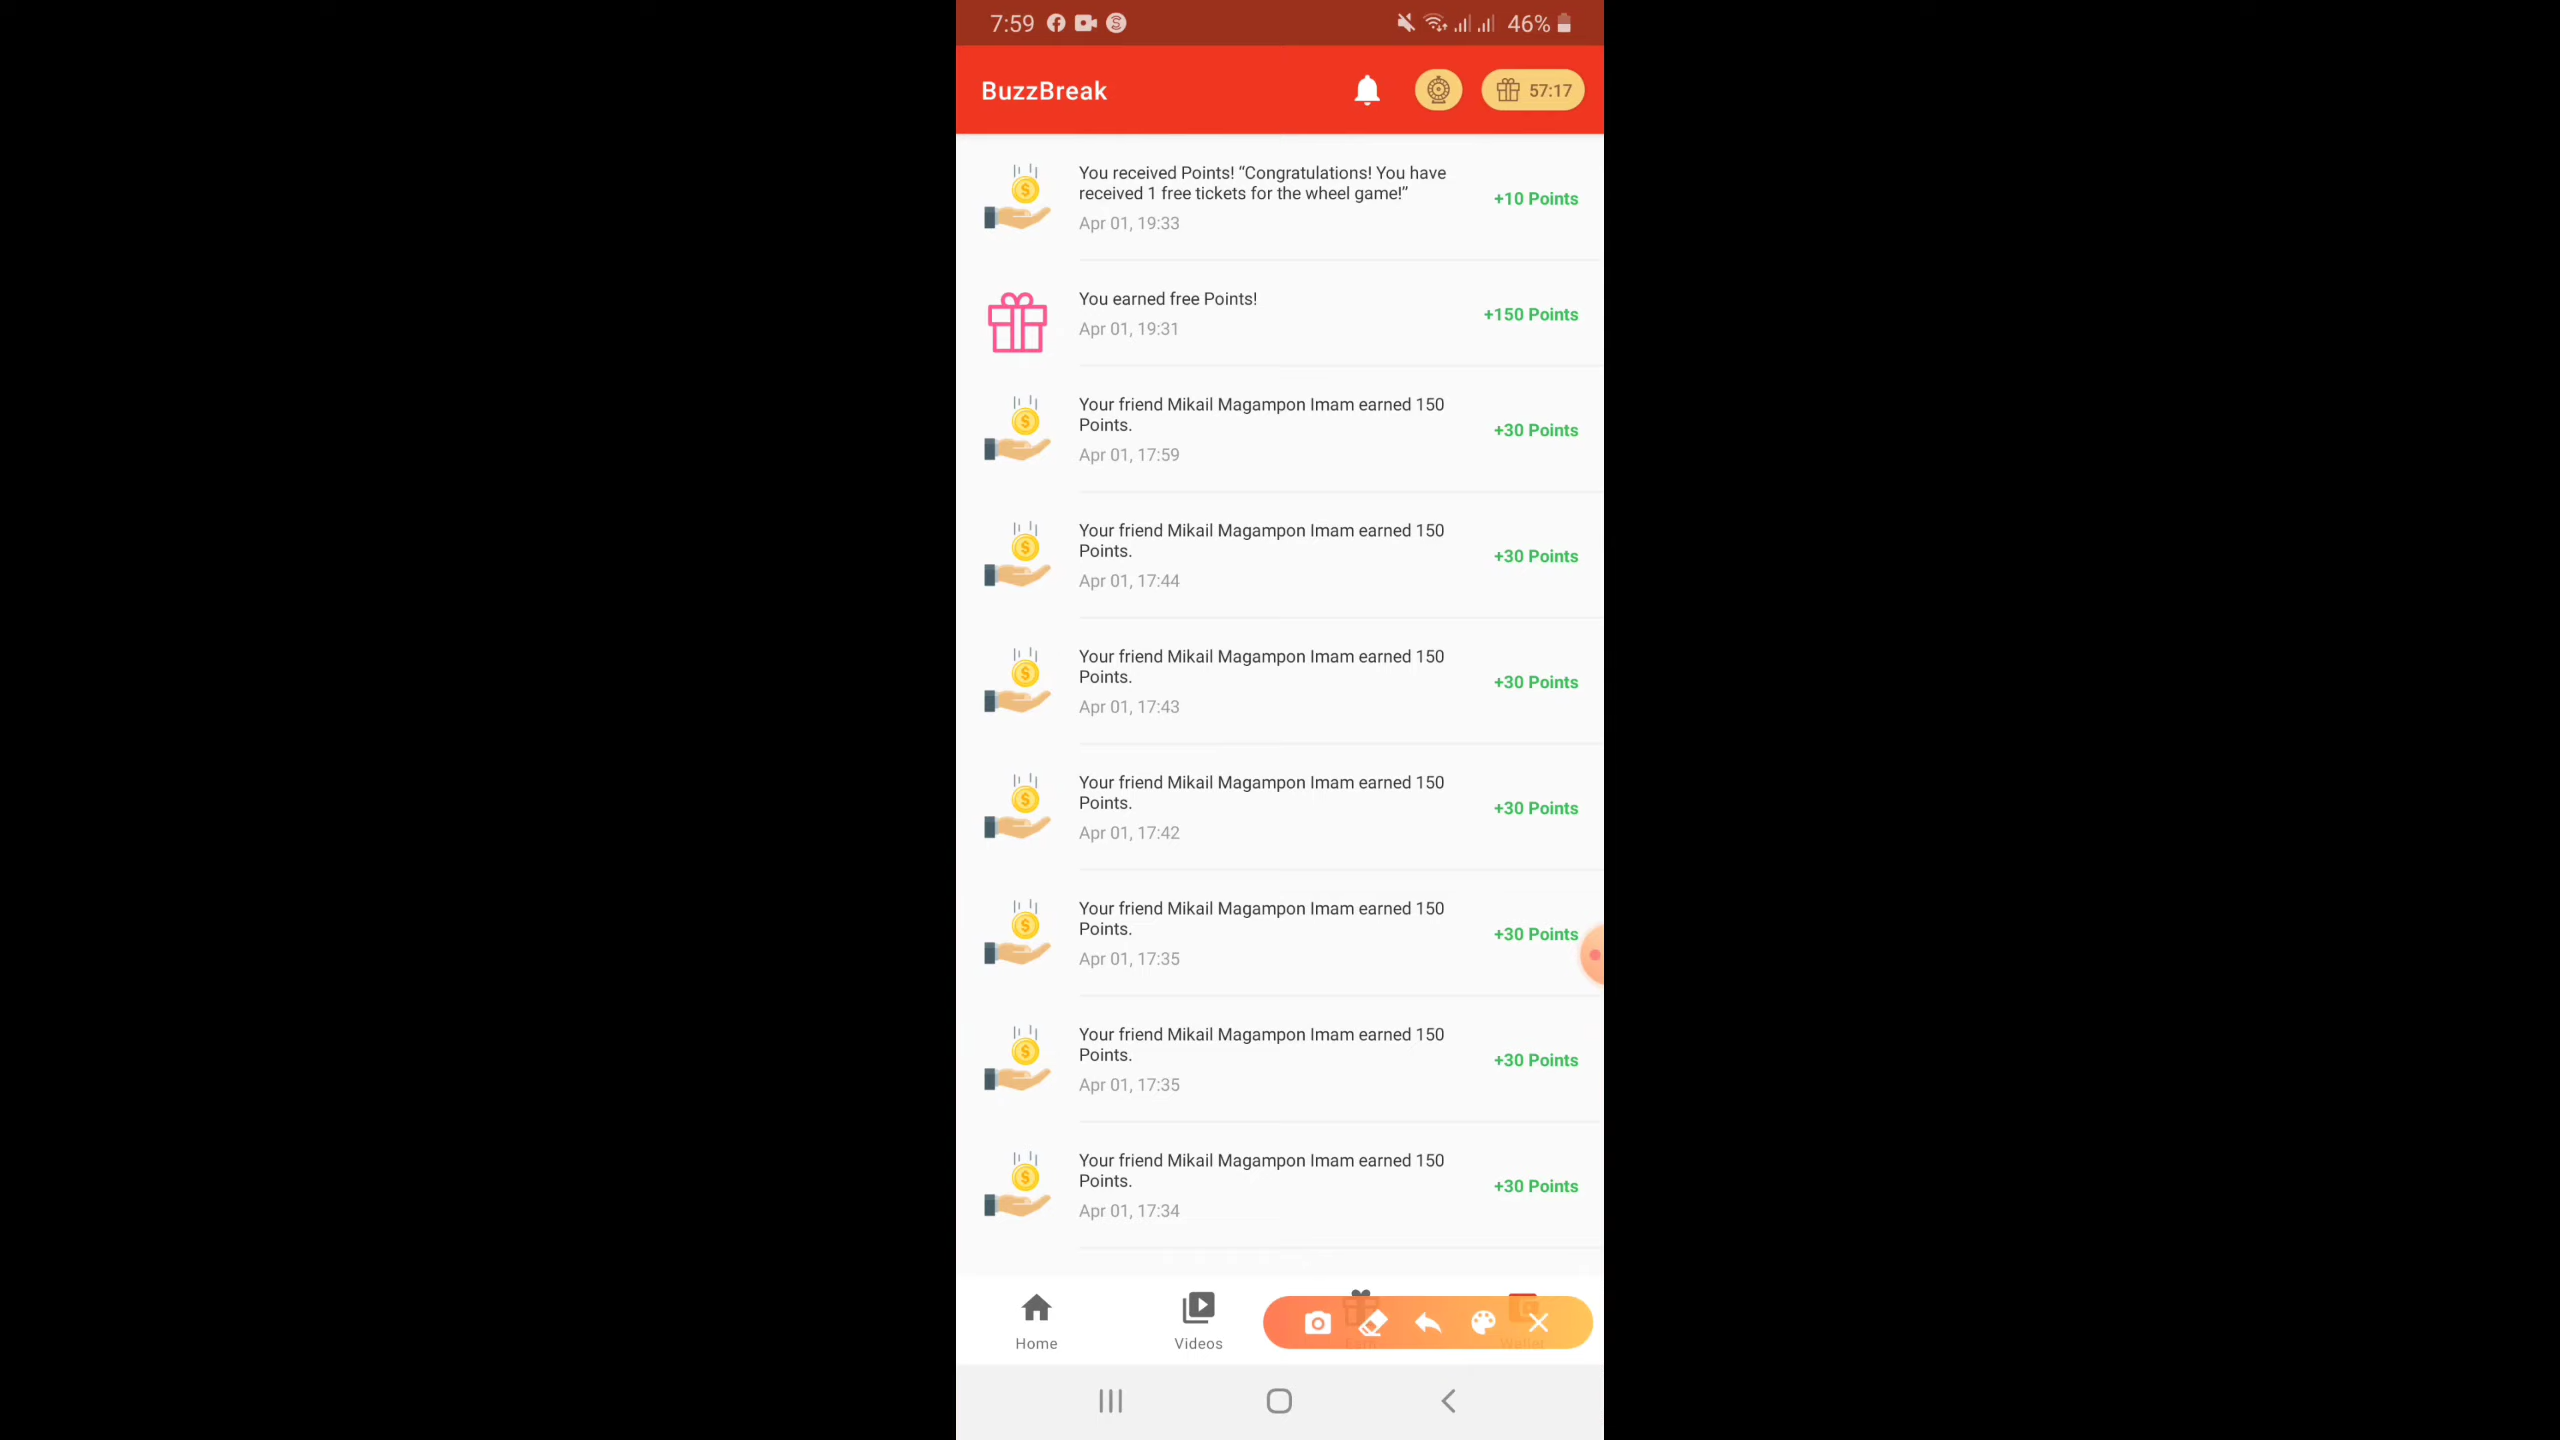 7:59 46%
BuzzBreak 57:17
You received Points! “Congratulations! You have
received 1 free tickets for the wheel game!”
+10 Points
Apr 01, 19:33
You earned free Points!
+150 Points
Apr 01, 19:31
Your friend Mikail Magampon Imam earned 150
Points.
+30 Points
Apr 01, 17:59
Your friend Mikail Magampon Imam earned 150
Points.
+30 Points
Apr 01, 17:44
Your friend Mikail Magampon Imam earned 150
Points.
+30 Points
Apr 01, 17:43
Your friend Mikail Magampon Imam earned 150
Points.
+30 Points
Apr 01, 17:42
Your friend Mikail Magampon Imam earned 150
Points.
+30 Points
Apr 01, 17:35
Your friend Mikail Magampon Imam earned 150
Points.
+30 Points
Apr 01, 17:35
Your friend Mikail Magampon Imam earned 150
Points.
+30 Points
Apr 01, 17:34
Home Videos